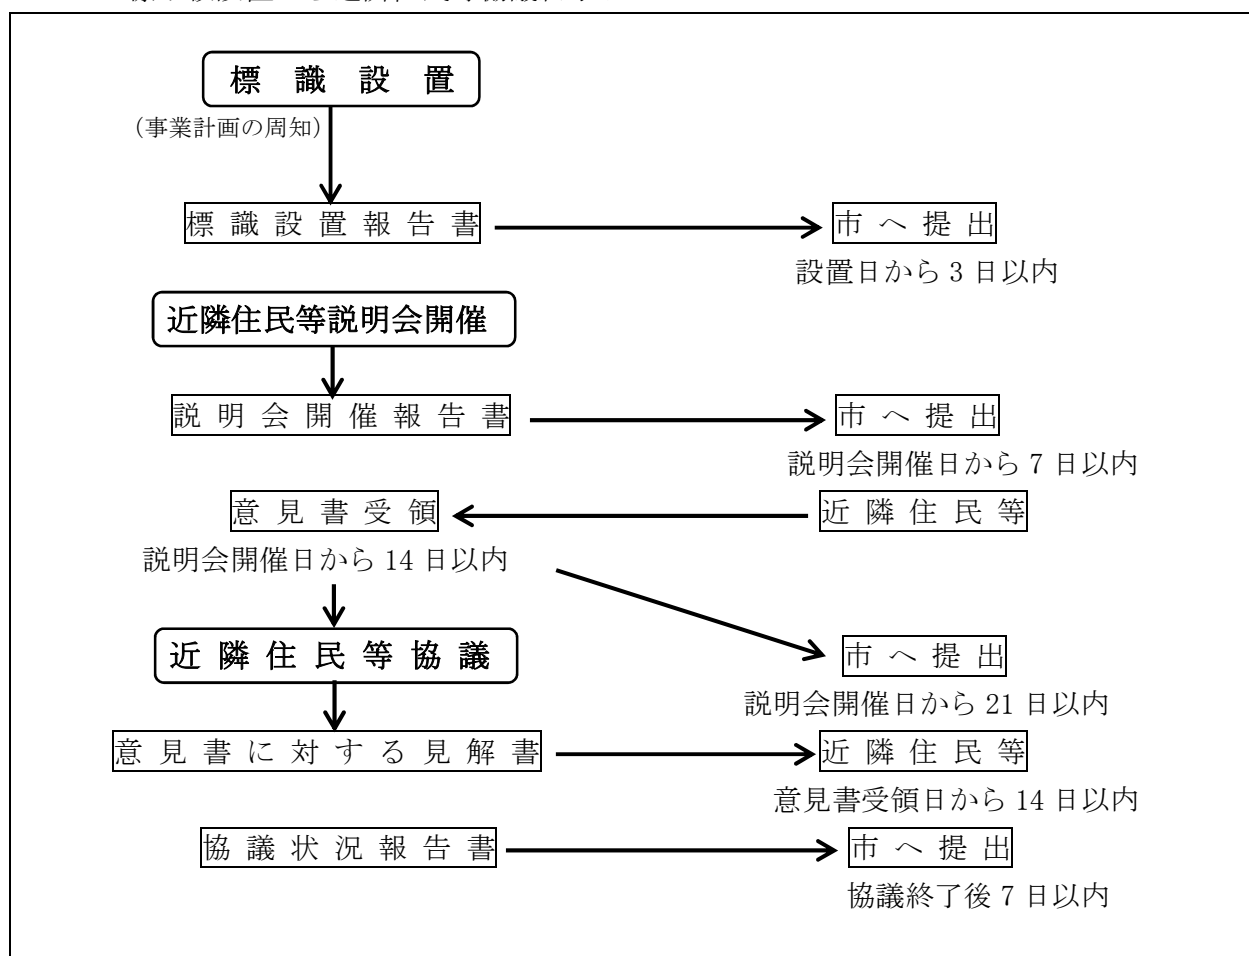 標識設置
(事業計画の周知)
標識設置報告書
市へ提出
設置日から 3 日以内
近隣住民等説明会開催
説明会開催報告書
市へ提出
説明会開催日から 7 日以内
意見書受領
近隣住民等
説明会開催日から 14 日以内
近隣住民等協議
市へ提出
説明会開催日から 21 日以内
意見書に対する見解書
近隣住民等
意見書受領日から 14 日以内
協議状況報告書
市へ提出
協議終了後 7 日以内